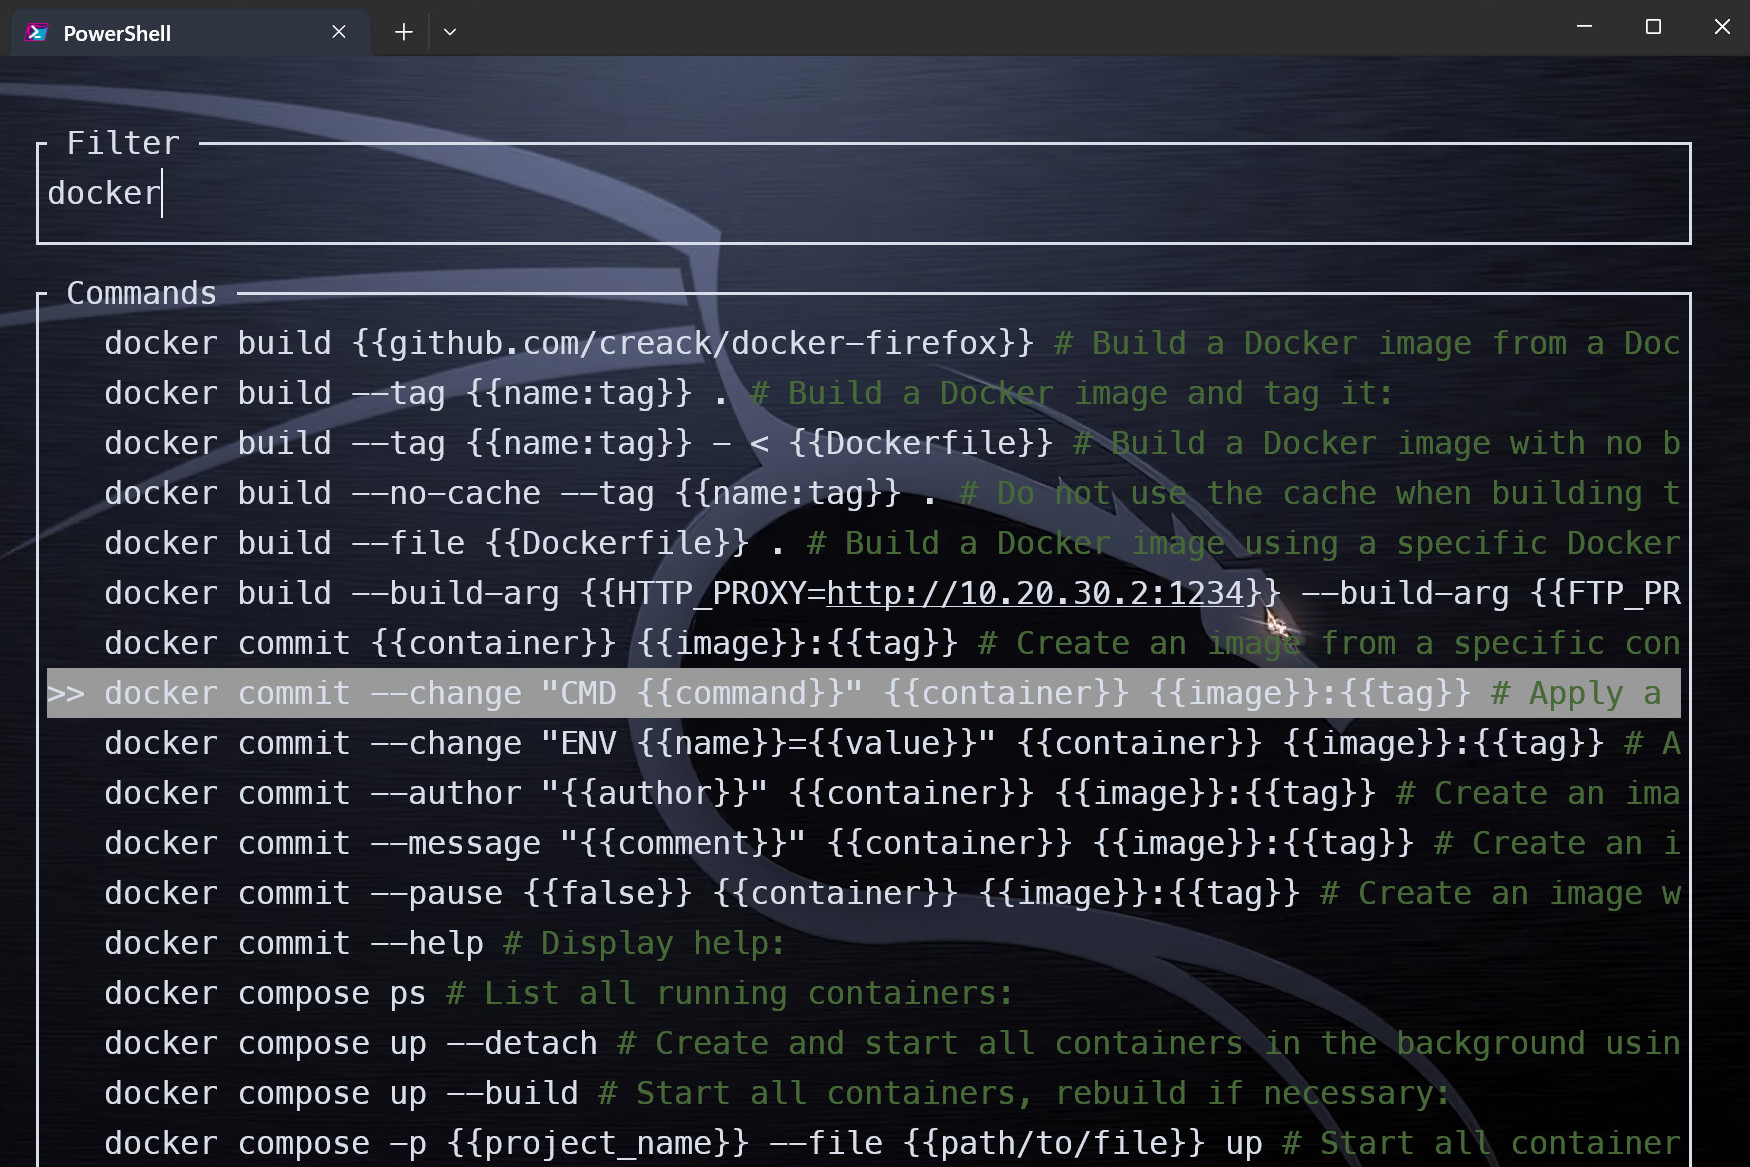 PowerShell
Filter
docker
Commands
docker build {{github.com/creack/docker-firefox}} # Build a Docker image from a Doc
docker build --tag {{name:tag}} . # Build a Docker image and tag it:
docker build --tag {{name:tag}} - < {{Dockerfile}} # Build a Docker image with no b
docker build --no-cache --tag {{name:tag}} . # Do not use the cache when building t
docker build --file {{Dockerfile}} . # Build a Docker image using a specific Docker
docker build --build-arg {{HTTP_PROXY=http://10.20.30.2:1234}} --build-arg {{FTP_PR
docker commit {{container}} {{image}}:{{tag}} # Create an image from a specific con
>> docker commit --change "CMD {{command}}" {{container}} {{image}}:{{tag}} # Apply a
docker commit --change "ENV {{name}}={{value}}" {{container}} {{image}}:{{tag}} # A
docker commit --author "{{author}}" {{container}} {{image}}:{{tag}} # Create an ima
docker commit --message "{{comment}}" {{container}} {{image}}:{{tag}} # Create an i
docker commit --pause {{false}} {{container}} {{image}}:{{tag}} # Create an image w
docker commit --help # Display help:
docker compose ps # List all running containers:
docker compose up --detach # Create and start all containers in the background usin
docker compose up --build # Start all containers, rebuild if necessary:
docker compose -p {{project_name}} --file {{path/to/file}} up # Start all container